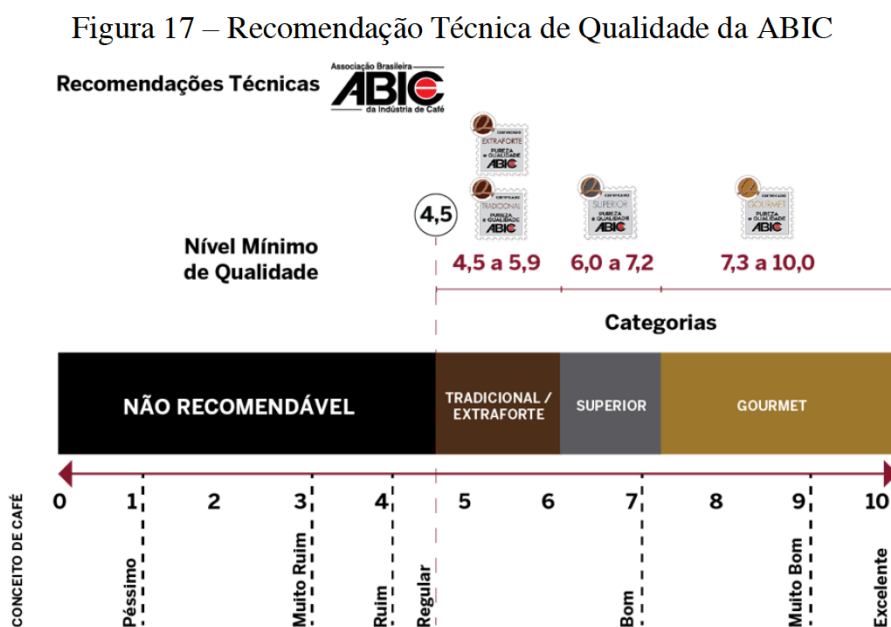 Figura 17 – Recomendação Técnica de Qualidade da ABIC
Recomendações Técnicas
Associação Brasileira
ABIC
da Indústria de Café
CERTIFICADO
EXTRAFORTE
PUREZA
e QUALIDADE
ABIC
CERTIFICADO
TRADICIONAL
PUREZA
e QUALIDADE
ABIC
CERTIFICADO
SUPERIOR
PUREZA
e QUALIDADE
ABIC
CERTIFICADO
GOURMET
PUREZA
e QUALIDADE
ABIC
4,5
Nível Mínimo
de Qualidade
4,5 a 5,9 6,0 a 7,2 7,3 a 10,0
Categorias
NÃO RECOMENDÁVEL
TRADICIONAL /
EXTRAFORTE
SUPERIOR
GOURMET
0 1 2 3 4 5 6 7 8 9 10
CONCEITO DE CAFÉ
Péssimo
Muito Ruim
Ruim
Regular
Bom
Muito Bom
Excelente